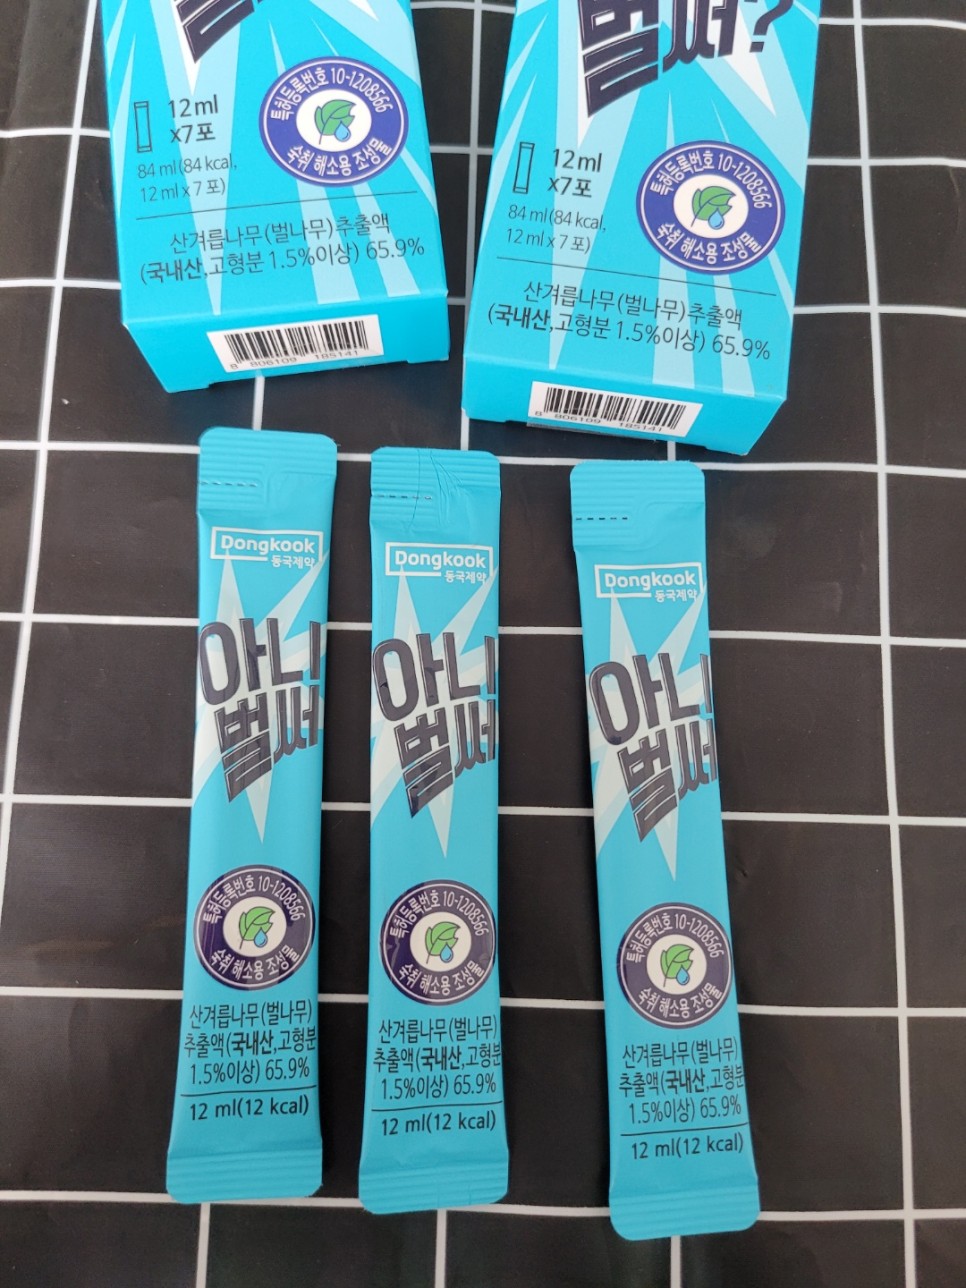 12ml
x7포
84 ml (84 kcal,
12 ml x 7 포)
특허등록번호 10-1208566
숙취 해소용 조성물
산겨릅나무(벌나무)추출액
(국내산,고형분 1.5%이상) 65.9%
8 806109 185141
벌써?
12ml
x7포
84 ml (84 kcal,
12 ml x 7 포)
특허등록번호 10-1208566
숙취 해소용 조성물
산겨릅나무(벌나무)추출액
(국내산,고형분 1.5%이상) 65.9%
8 806109 185141
Dongkook
동국제약
아니
벌써
특허등록번호 10-1208566
숙취 해소용 조성물
산겨릅나무(벌나무)
추출액(국내산,고형분
1.5%이상) 65.9%
12 ml(12 kcal)
Dongkook
동국제약
아니
벌써
특허등록번호 10-1208566
숙취 해소용 조성물
산겨릅나무(벌나무)
추출액(국내산,고형분
1.5%이상) 65.9%
12 ml(12 kcal)
Dongkook
동국제약
아니
벌써
특허등록번호 10-1208566
숙취 해소용 조성물
산겨릅나무(벌나무)
추출액(국내산,고형분
1.5%이상) 65.9%
12 ml(12 kcal)